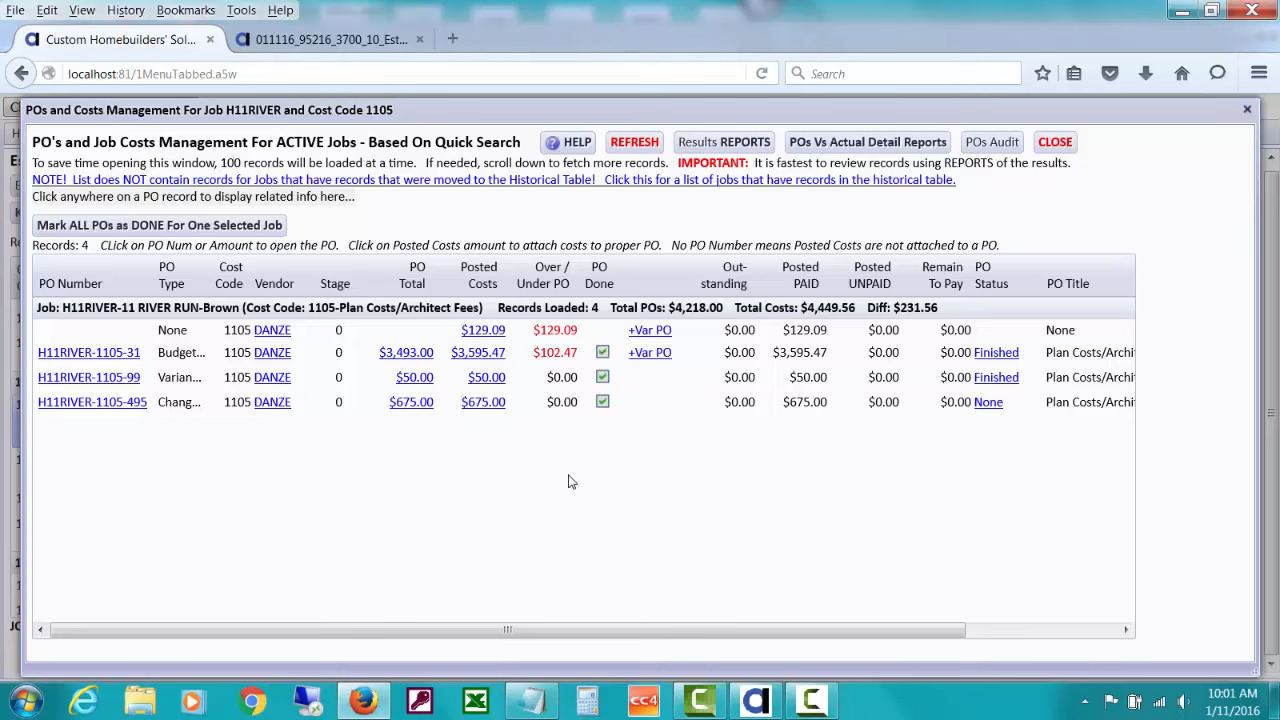 File Edit View History Bookmarks Tools Help
Custom Homebuilders' Sol... × 011116_95216_3700_10_Est... × +
localhost:81/1MenuTabbed.a5w Search
POs and Costs Management For Job H11RIVER and Cost Code 1105 ×
PO's and Job Costs Management For ACTIVE Jobs - Based On Quick Search HELP REFRESH Results REPORTS POs Vs Actual Detail Reports POs Audit CLOSE
To save time opening this window, 100 records will be loaded at a time. If needed, scroll down to fetch more records. IMPORTANT: It is fastest to review records using REPORTS of the results.
NOTE! List does NOT contain records for Jobs that have records that were moved to the Historical Table! Click this for a list of jobs that have records in the historical table.
Click anywhere on a PO record to display related info here...
Mark ALL POs as DONE For One Selected Job
Records: 4 CLick on PO Num or Amount to open the PO. Click on Posted Costs amount to attach costs to proper PO. No PO Number means Posted Costs are not attached to a PO.
PO Cost PO Posted Over / PO Out- Posted Posted Remain PO
PO Number Type Code Vendor Stage Total Costs Under PO Done standing PAID UNPAID To Pay Status PO Title
Job: H11RIVER-11 RIVER RUN-Brown (Cost Code: 1105-Plan Costs/Architect Fees) Records Loaded: 4 Total POs: $4,218.00 Total Costs: $4,449.56 Diff: $231.56
None 1105 DANZE 0 $129.09 $129.09 +Var PO $0.00 $129.09 $0.00 $0.00 None
H11RIVER-1105-31 Budget... 1105 DANZE 0 $3,493.00 $3,595.47 $102.47 +Var PO $0.00 $3,595.47 $0.00 $0.00 Finished Plan Costs/Archit
H11RIVER-1105-99 Varian... 1105 DANZE 0 $50.00 $50.00 $0.00 $0.00 $50.00 $0.00 $0.00 Finished Plan Costs/Archit
H11RIVER-1105-495 Chang... 1105 DANZE 0 $675.00 $675.00 $0.00 $0.00 $675.00 $0.00 $0.00 None Plan Costs/Archit
CC4
10:01 AM
1/11/2016